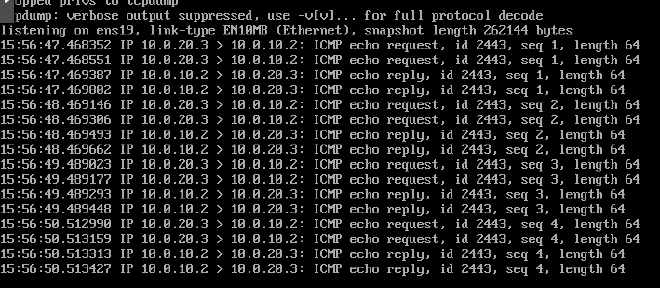 opped privs to tcpdump
pdump: verbose output suppressed, use -v[v]... for full protocol decode
listening on ens19, link-type EN10MB (Ethernet), snapshot length 262144 bytes
15:56:47.468352 IP 10.0.20.3 > 10.0.10.2: ICMP echo request, id 2443, seq 1, length 64
15:56:47.468551 IP 10.0.20.3 > 10.0.10.2: ICMP echo request, id 2443, seq 1, length 64
15:56:47.469387 IP 10.0.10.2 > 10.0.20.3: ICMP echo reply, id 2443, seq 1, length 64
15:56:47.469802 IP 10.0.10.2 > 10.0.20.3: ICMP echo reply, id 2443, seq 1, length 64
15:56:48.469146 IP 10.0.20.3 > 10.0.10.2: ICMP echo request, id 2443, seq 2, length 64
15:56:48.469306 IP 10.0.20.3 > 10.0.10.2: ICMP echo request, id 2443, seq 2, length 64
15:56:48.469493 IP 10.0.10.2 > 10.0.20.3: ICMP echo reply, id 2443, seq 2, length 64
15:56:48.469662 IP 10.0.10.2 > 10.0.20.3: ICMP echo reply, id 2443, seq 2, length 64
15:56:49.489023 IP 10.0.20.3 > 10.0.10.2: ICMP echo request, id 2443, seq 3, length 64
15:56:49.489177 IP 10.0.20.3 > 10.0.10.2: ICMP echo request, id 2443, seq 3, length 64
15:56:49.489293 IP 10.0.10.2 > 10.0.20.3: ICMP echo reply, id 2443, seq 3, length 64
15:56:49.489448 IP 10.0.10.2 > 10.0.20.3: ICMP echo reply, id 2443, seq 3, length 64
15:56:50.512990 IP 10.0.20.3 > 10.0.10.2: ICMP echo request, id 2443, seq 4, length 64
15:56:50.513159 IP 10.0.20.3 > 10.0.10.2: ICMP echo request, id 2443, seq 4, length 64
15:56:50.513313 IP 10.0.10.2 > 10.0.20.3: ICMP echo reply, id 2443, seq 4, length 64
15:56:50.513427 IP 10.0.10.2 > 10.0.20.3: ICMP echo reply, id 2443, seq 4, length 64